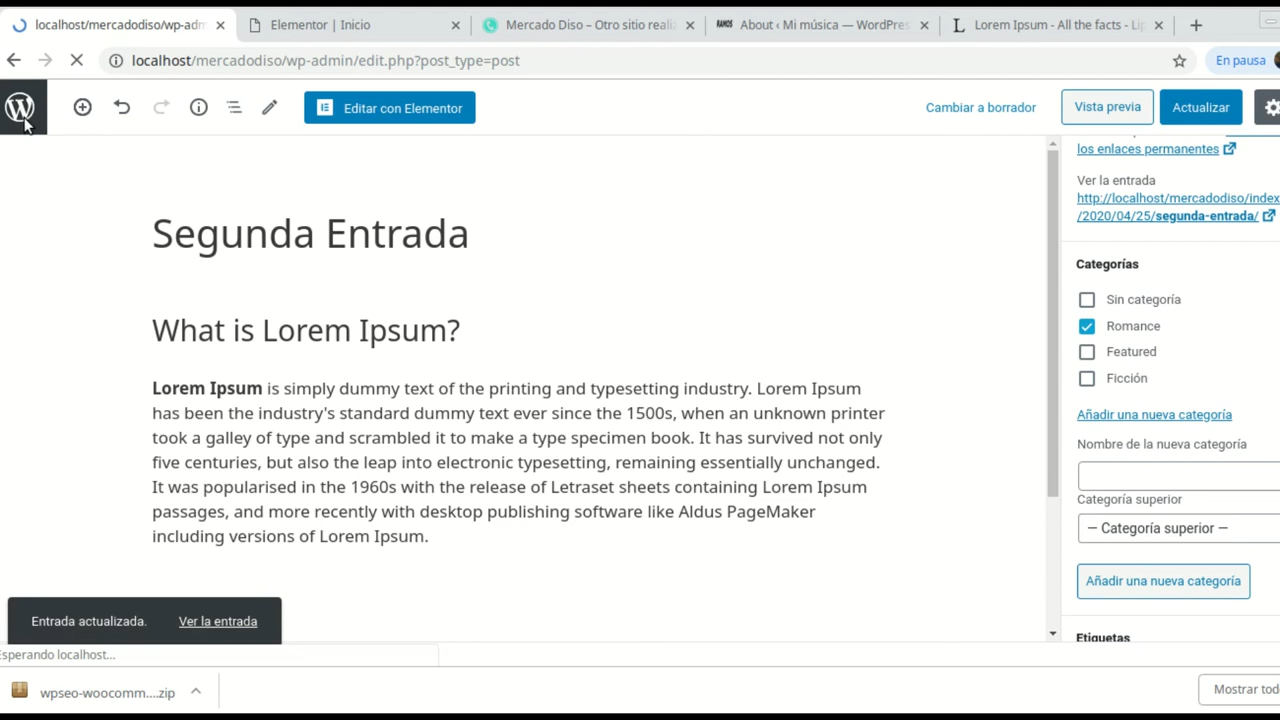 localhost/mercadodiso/wp-adm
Elementor | Inicio
Mercado Diso – Otro sitio realiz
RAMOS
About ‹ Mi música — WordPres
L
Lorem Ipsum - All the facts - Lip
localhost/mercadodiso/wp-admin/edit.php?post_type=post
En pausa
Editar con Elementor
Cambiar a borrador
Vista previa
Actualizar
los enlaces permanentes
Ver la entrada
http://localhost/mercadodiso/index
/2020/04/25/segunda-entrada/
Segunda Entrada
What is Lorem Ipsum?
Lorem Ipsum is simply dummy text of the printing and typesetting industry. Lorem Ipsum
has been the industry's standard dummy text ever since the 1500s, when an unknown printer
took a galley of type and scrambled it to make a type specimen book. It has survived not only
five centuries, but also the leap into electronic typesetting, remaining essentially unchanged.
It was popularised in the 1960s with the release of Letraset sheets containing Lorem Ipsum
passages, and more recently with desktop publishing software like Aldus PageMaker
including versions of Lorem Ipsum.
Categorías
Sin categoría
Romance
Featured
Ficción
Añadir una nueva categoría
Nombre de la nueva categoría
Categoría superior
— Categoría superior —
Añadir una nueva categoría
Etiquetas
Entrada actualizada.
Ver la entrada
Esperando localhost...
wpseo-woocomm....zip
Mostrar tod